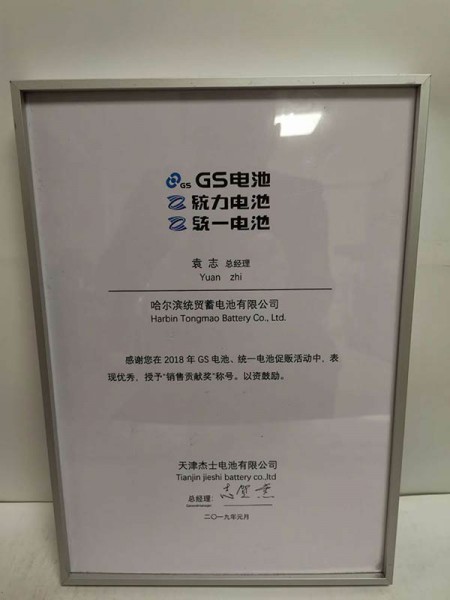 GS GS电池
统力电池
统一电池
袁 志 总经理
Yuan zhi
哈尔滨统贸蓄电池有限公司
Harbin Tongmao Battery Co., Ltd.
感谢您在 2018 年 GS 电池、统一电池促贩活动中，表
现优秀，授予“销售贡献奖”称号。以资鼓励。
天津杰士电池有限公司
Tianjin jieshi battery co.,ltd
总经理:
二〇一九年元月